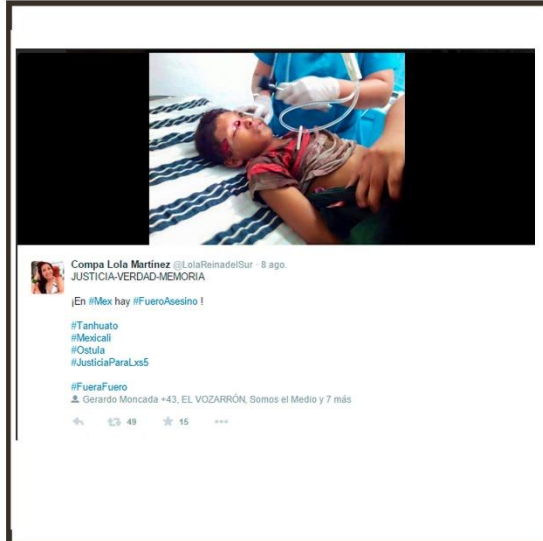 Compa Lola Martínez @LolaReinadelSur · 8 ago.
JUSTICIA-VERDAD-MEMORIA
¡En #Mex hay #FueroAsesino !
#Tanhuato
#Mexicali
#Ostula
#JusticiaParaLxs5
#FueraFuero
Gerardo Moncada +43, EL VOZARRÓN, Somos el Medio y 7 más
49 15